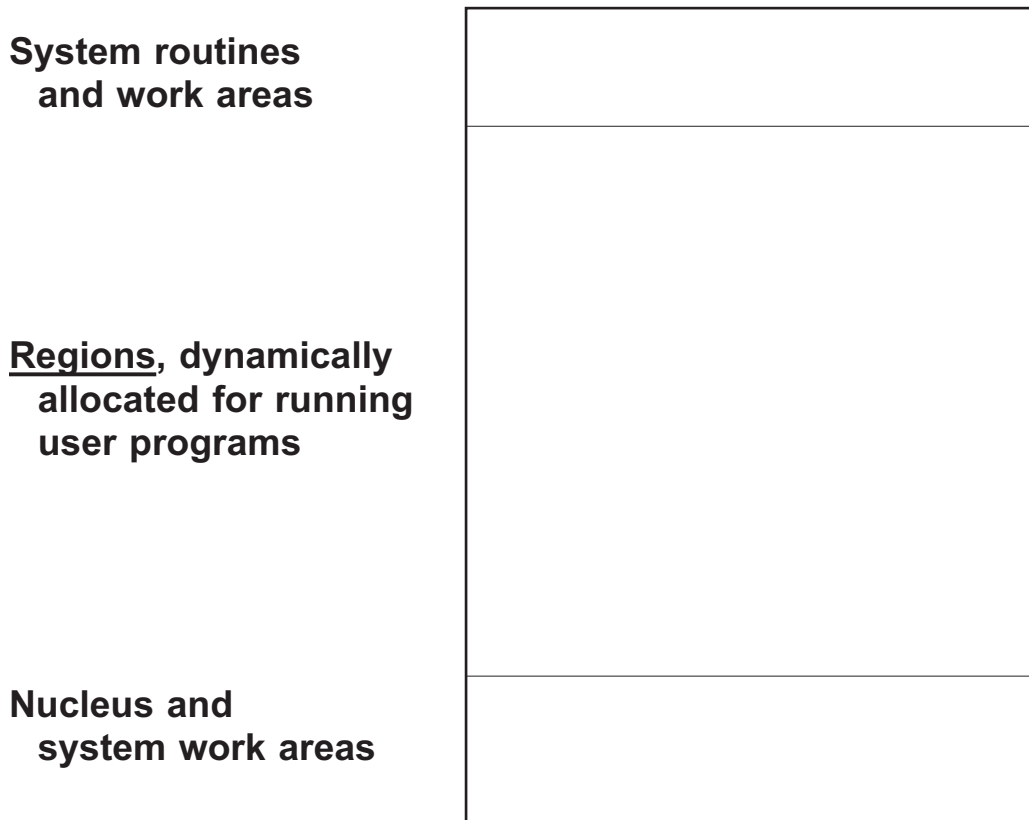 System routines
and work areas
Regions, dynamically
allocated for running
user programs
Nucleus and
system work areas